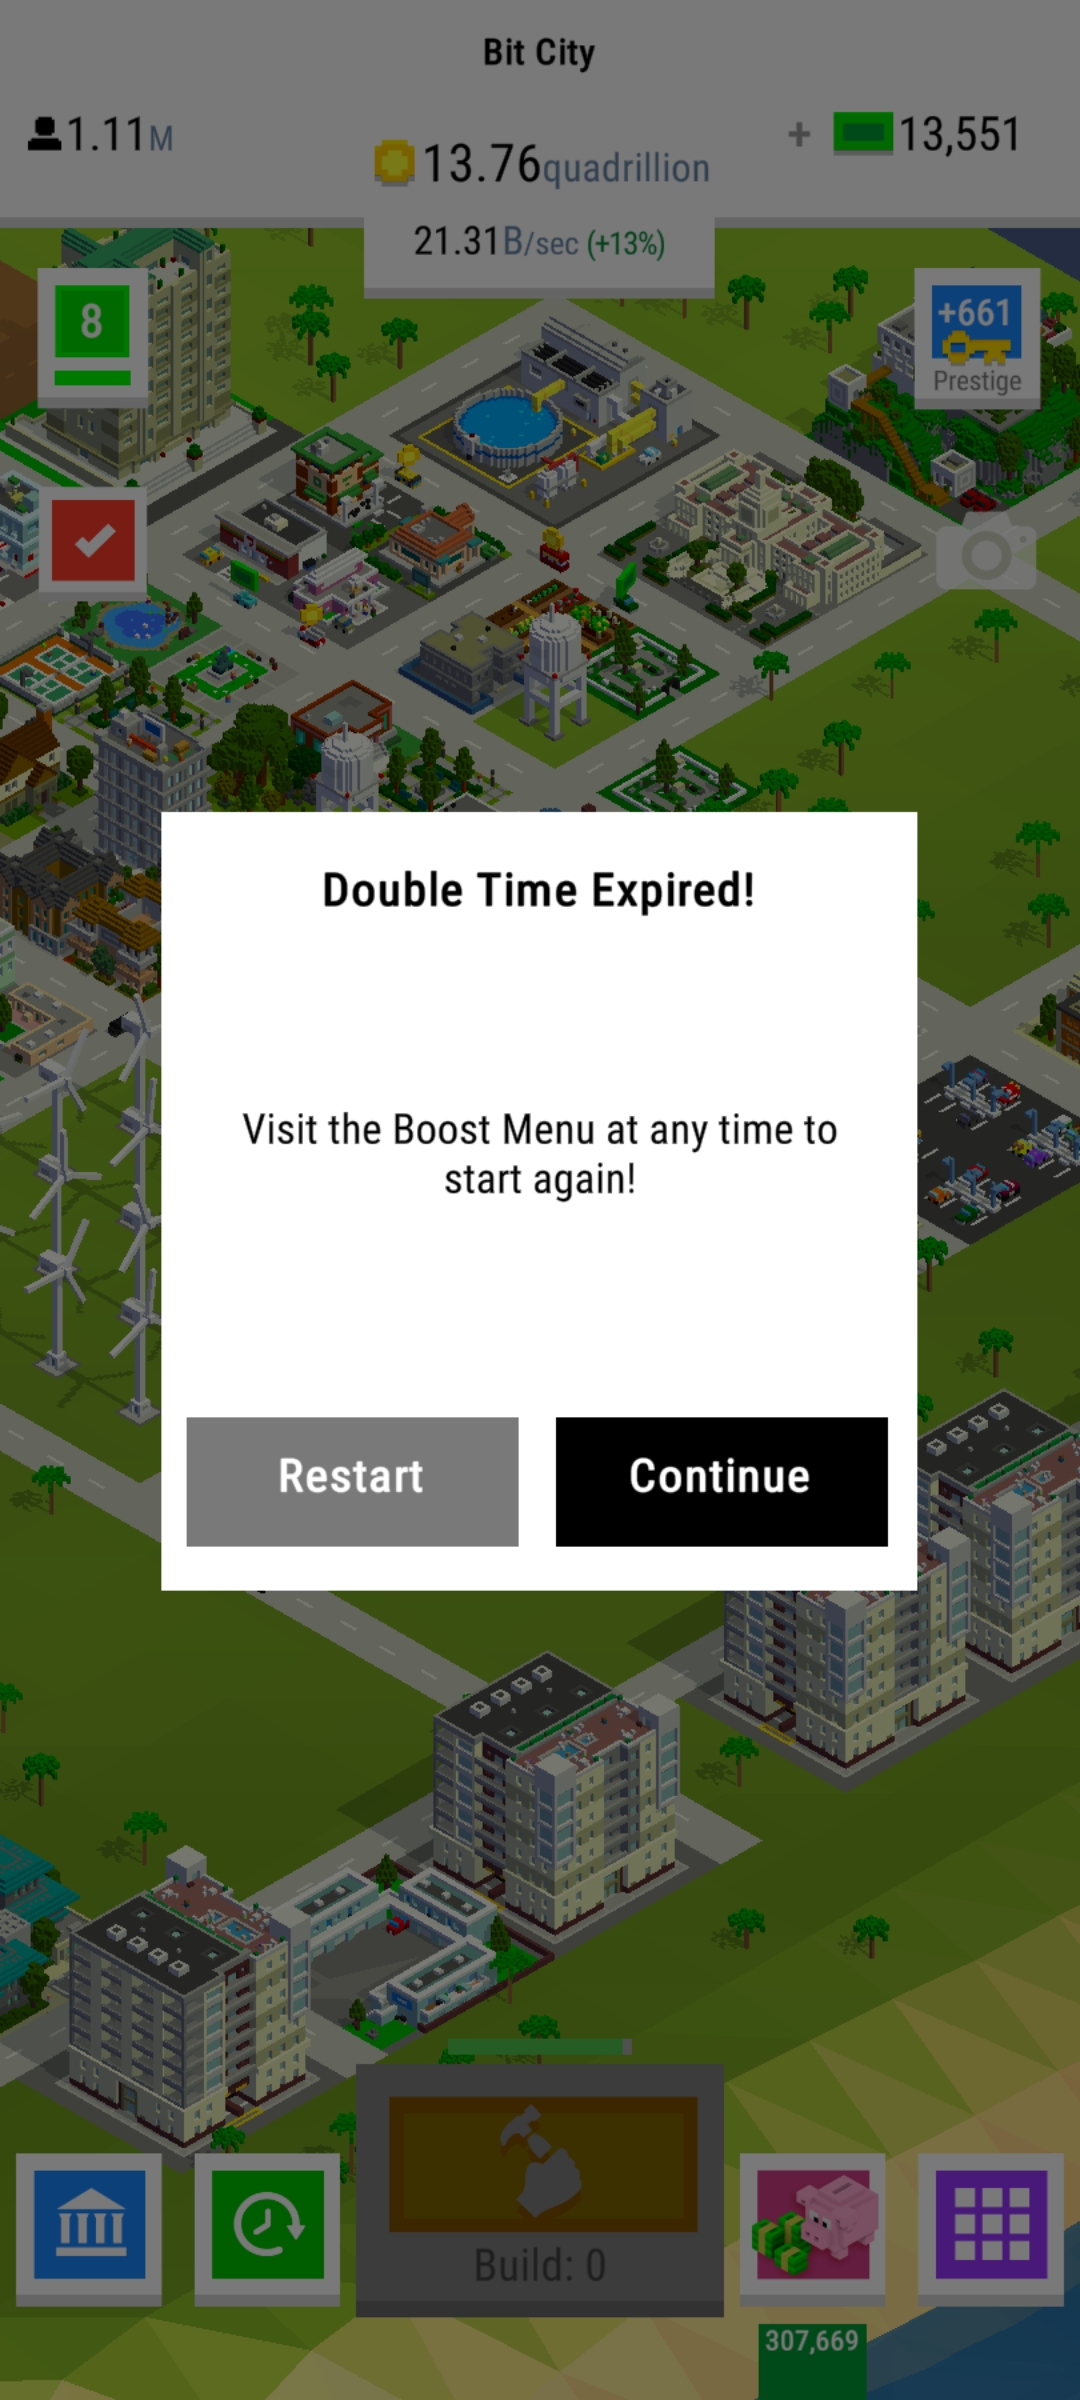 Bit City
1.11M
13.76quadrillion
+ 13,551
21.31B/sec (+13%)
8
+661
Prestige
Double Time Expired!
Visit the Boost Menu at any time to
start again!
Restart
Continue
Build: 0
307,669